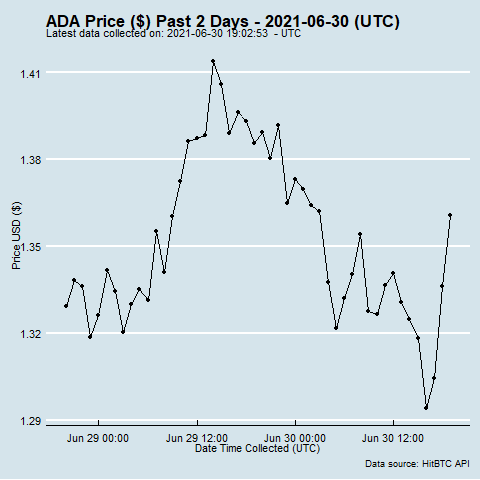 ADA Price ($) Past 2 Days - 2021-06-30 (UTC)
Latest data collected on: 2021-06-30 19:02:53 - UTC
1.41
1.38
1.35
1.32
1.29
Price USD ($)
Jun 29 00:00 Jun 29 12:00 Jun 30 00:00 Jun 30 12:00
Date Time Collected (UTC)
Data source: HitBTC API